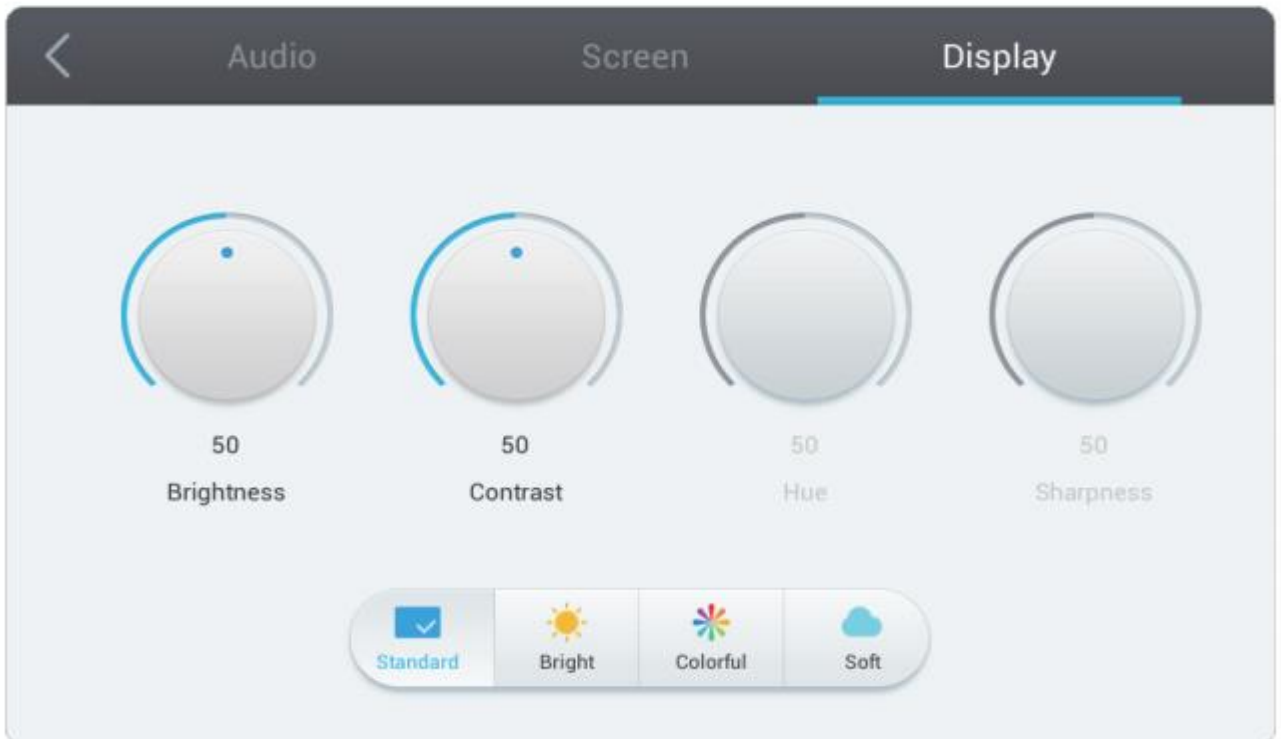 Audio Screen Display
50 50 50 50
Brightness Contrast Hue Sharpness
Standard Bright Colorful Soft